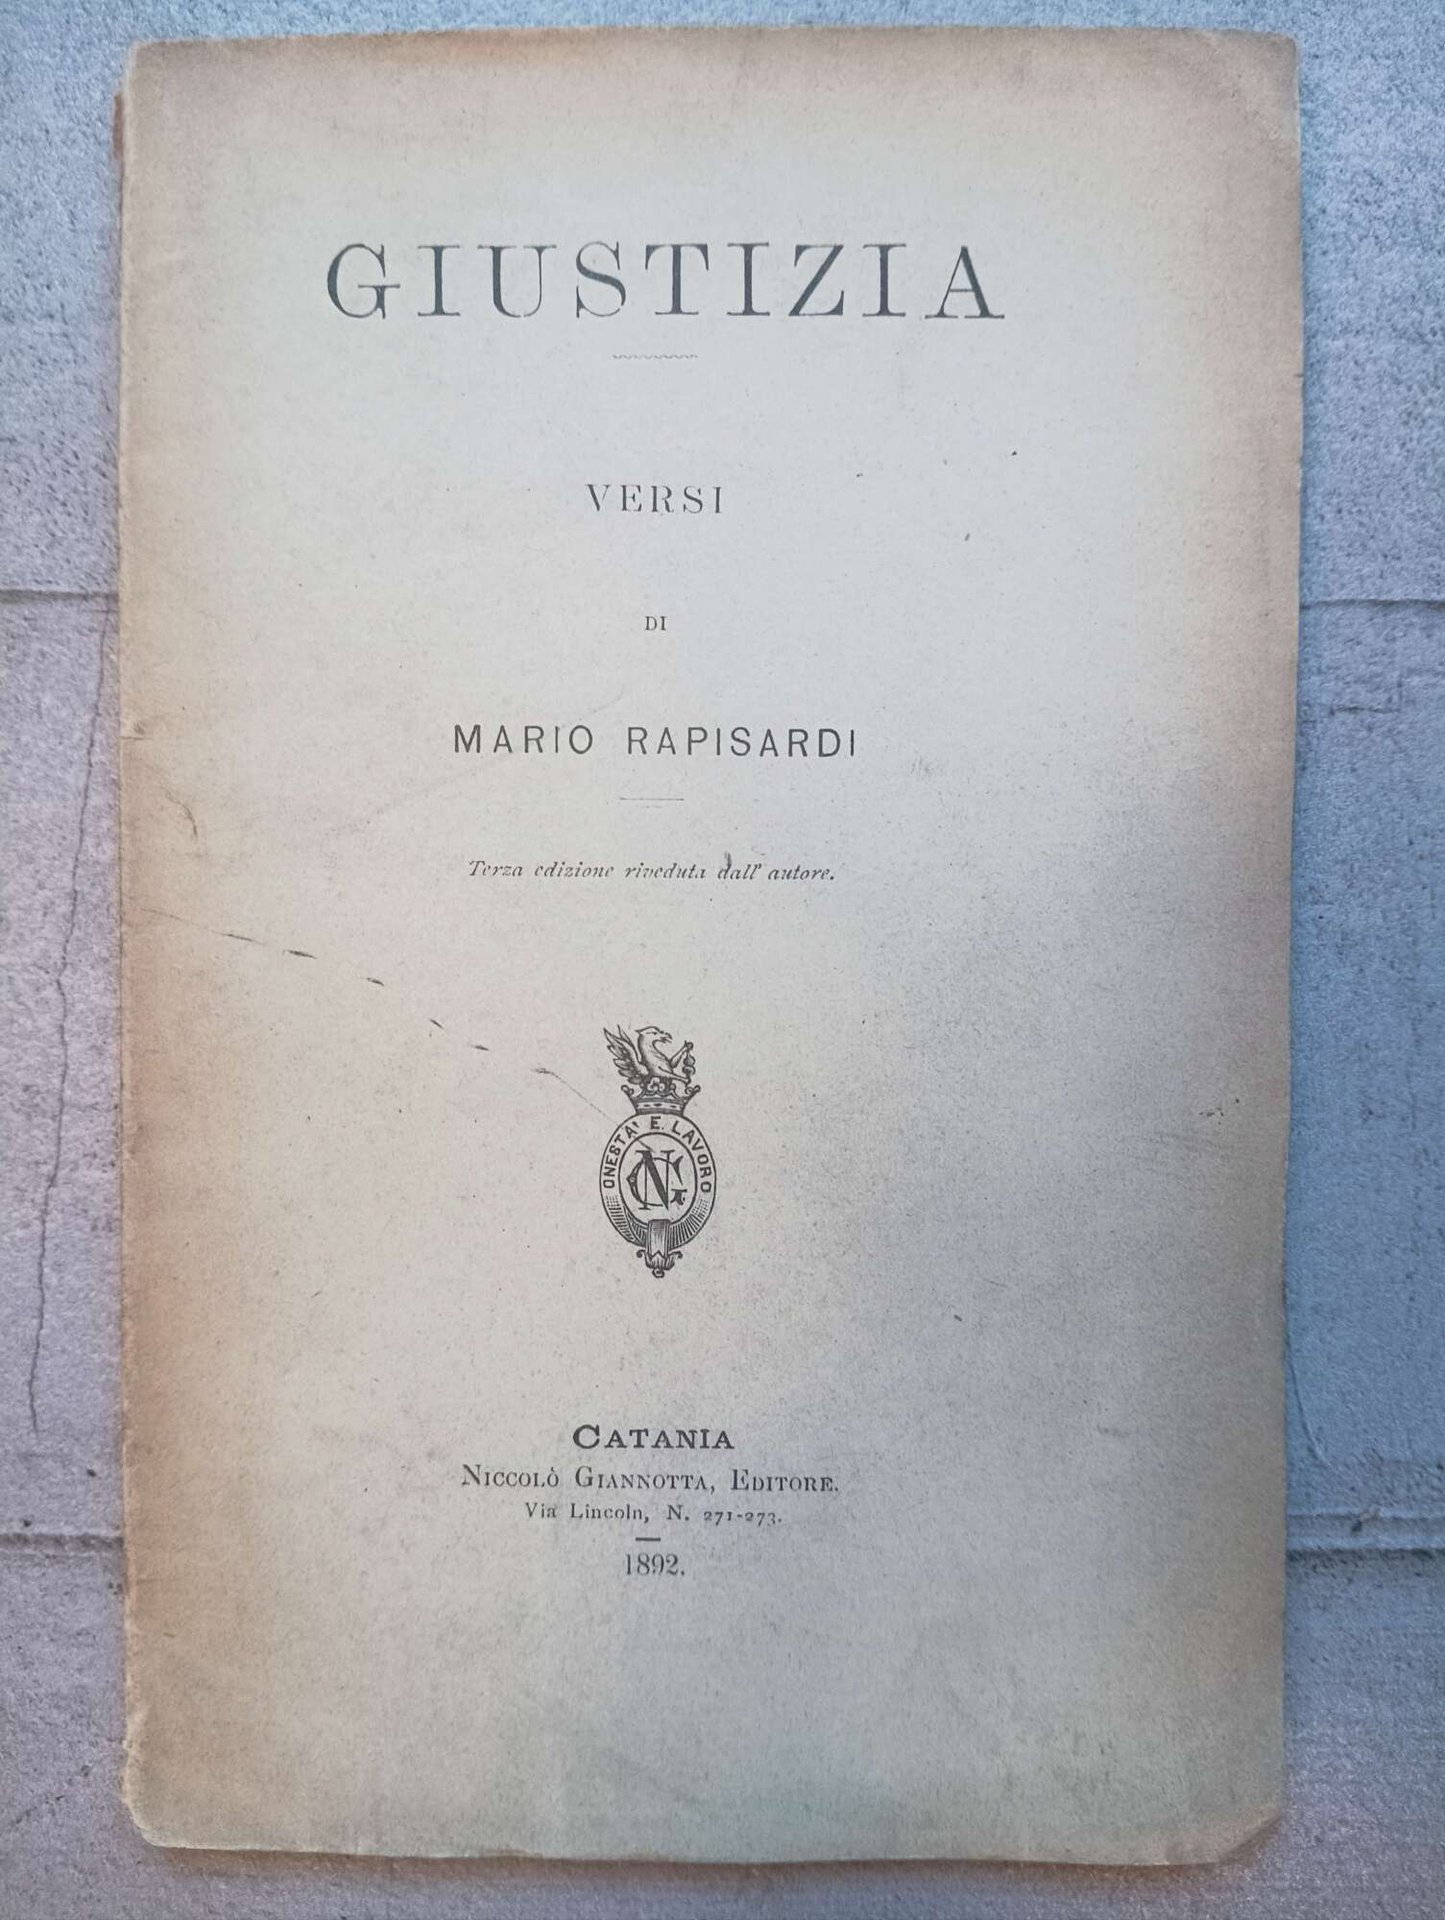 GIUSTIZIA
VERSI
DI
MARIO RAPISARDI
Terza edizione riveduta dall' autore.
ONESTA' E LAVORO
NG
CATANIA
NICCOLÒ GIANNOTTA, EDITORE.
Via Lincoln, N. 271-273.
1892.